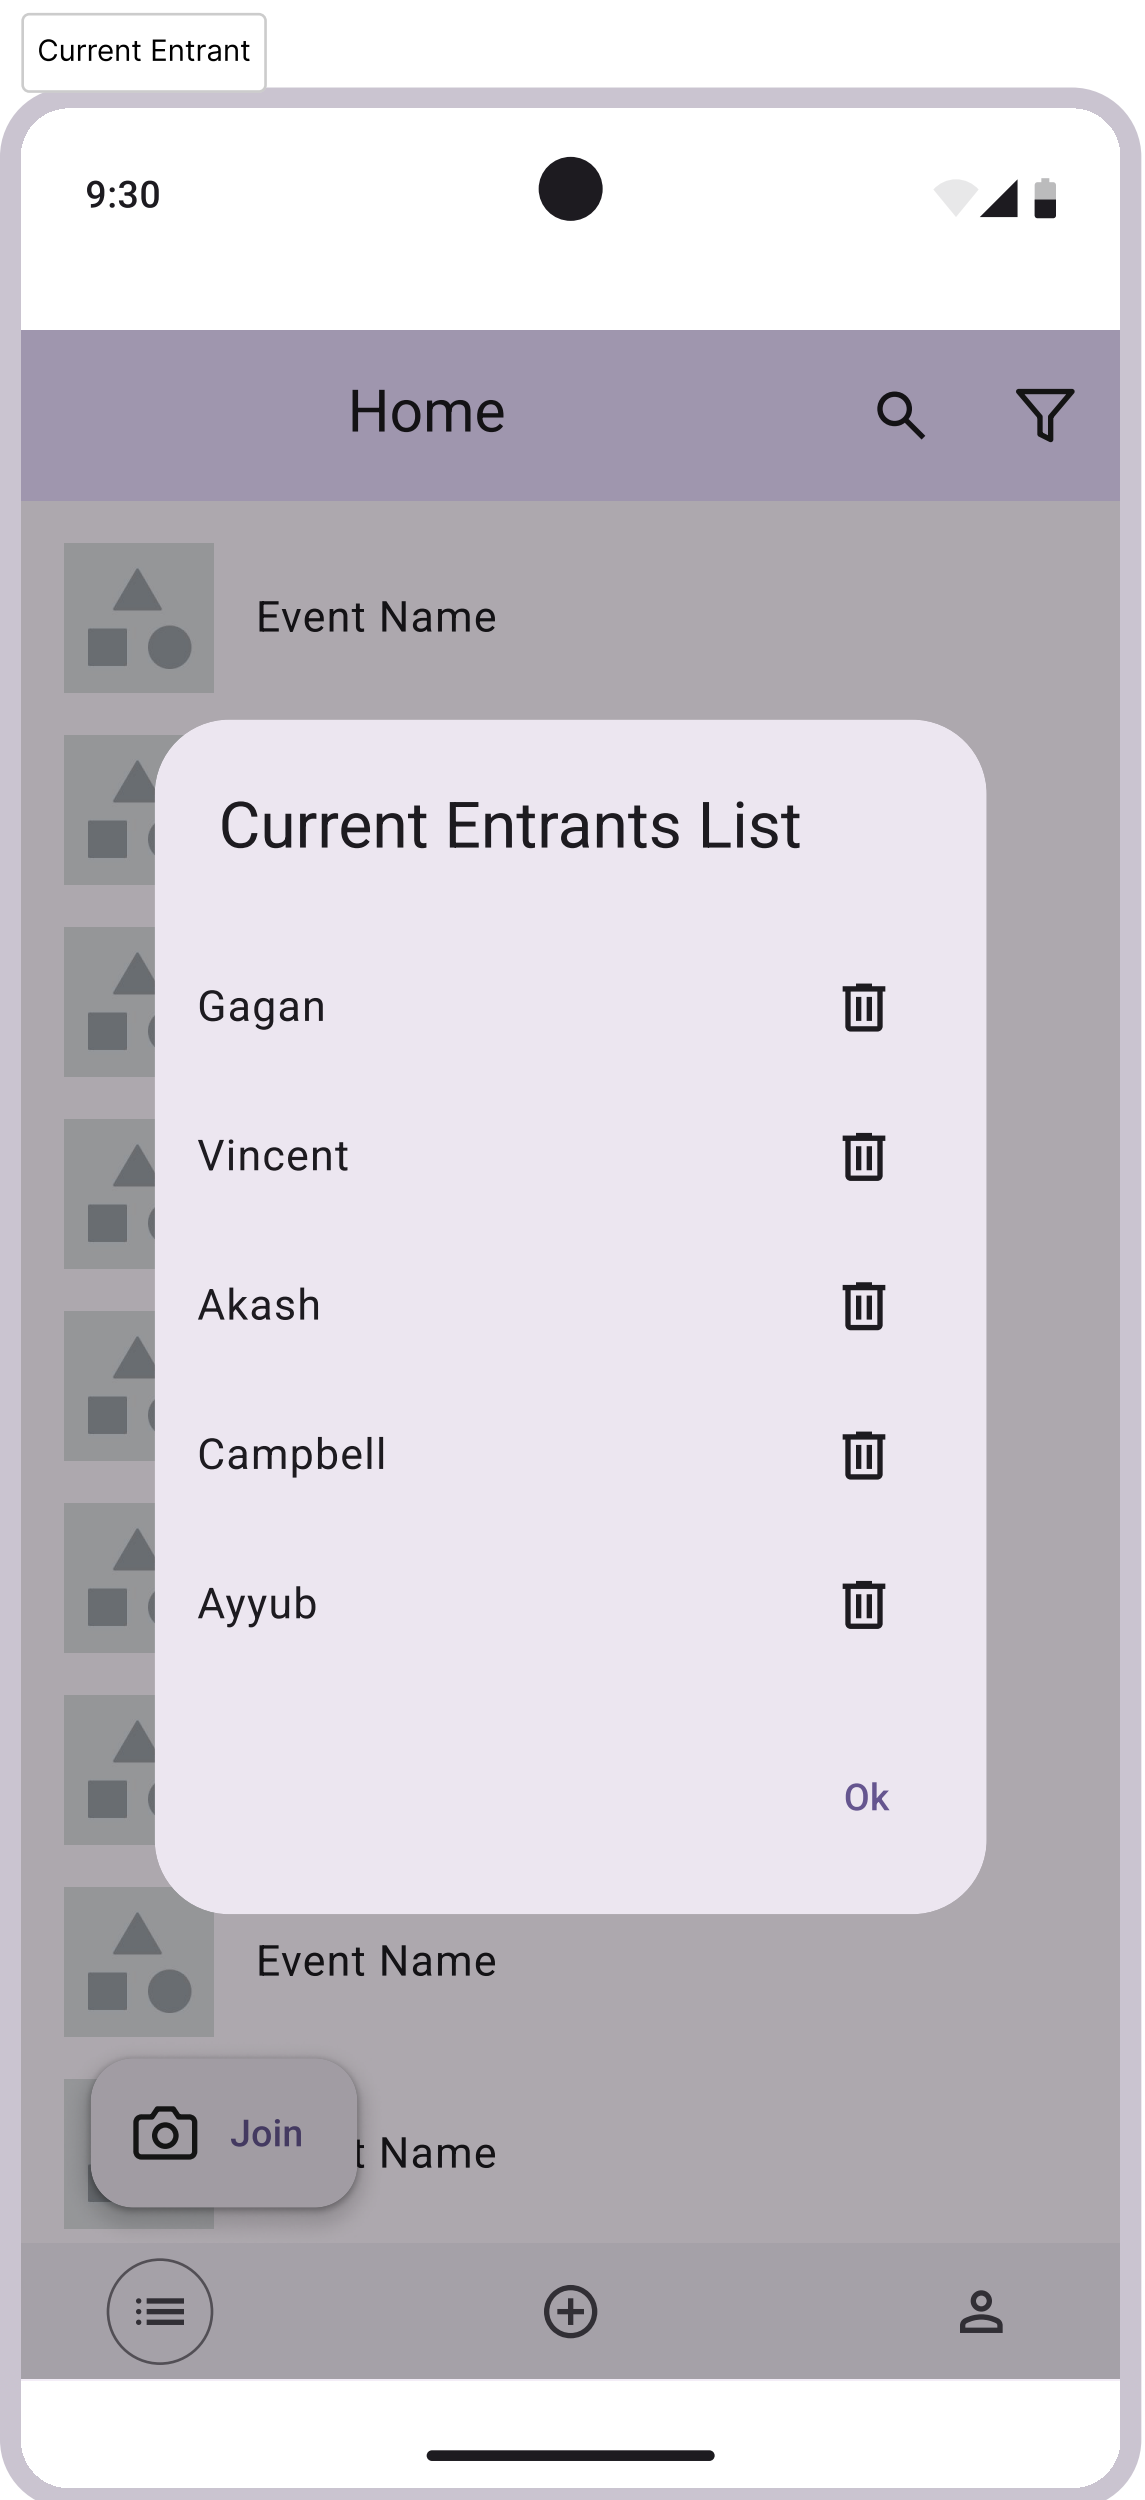 Current Entrant
9:30
Home
Event Name
Current Entrants List
Gagan
Vincent
Akash
Campbell
Ayyub
Ok
Event Name
Join
Name